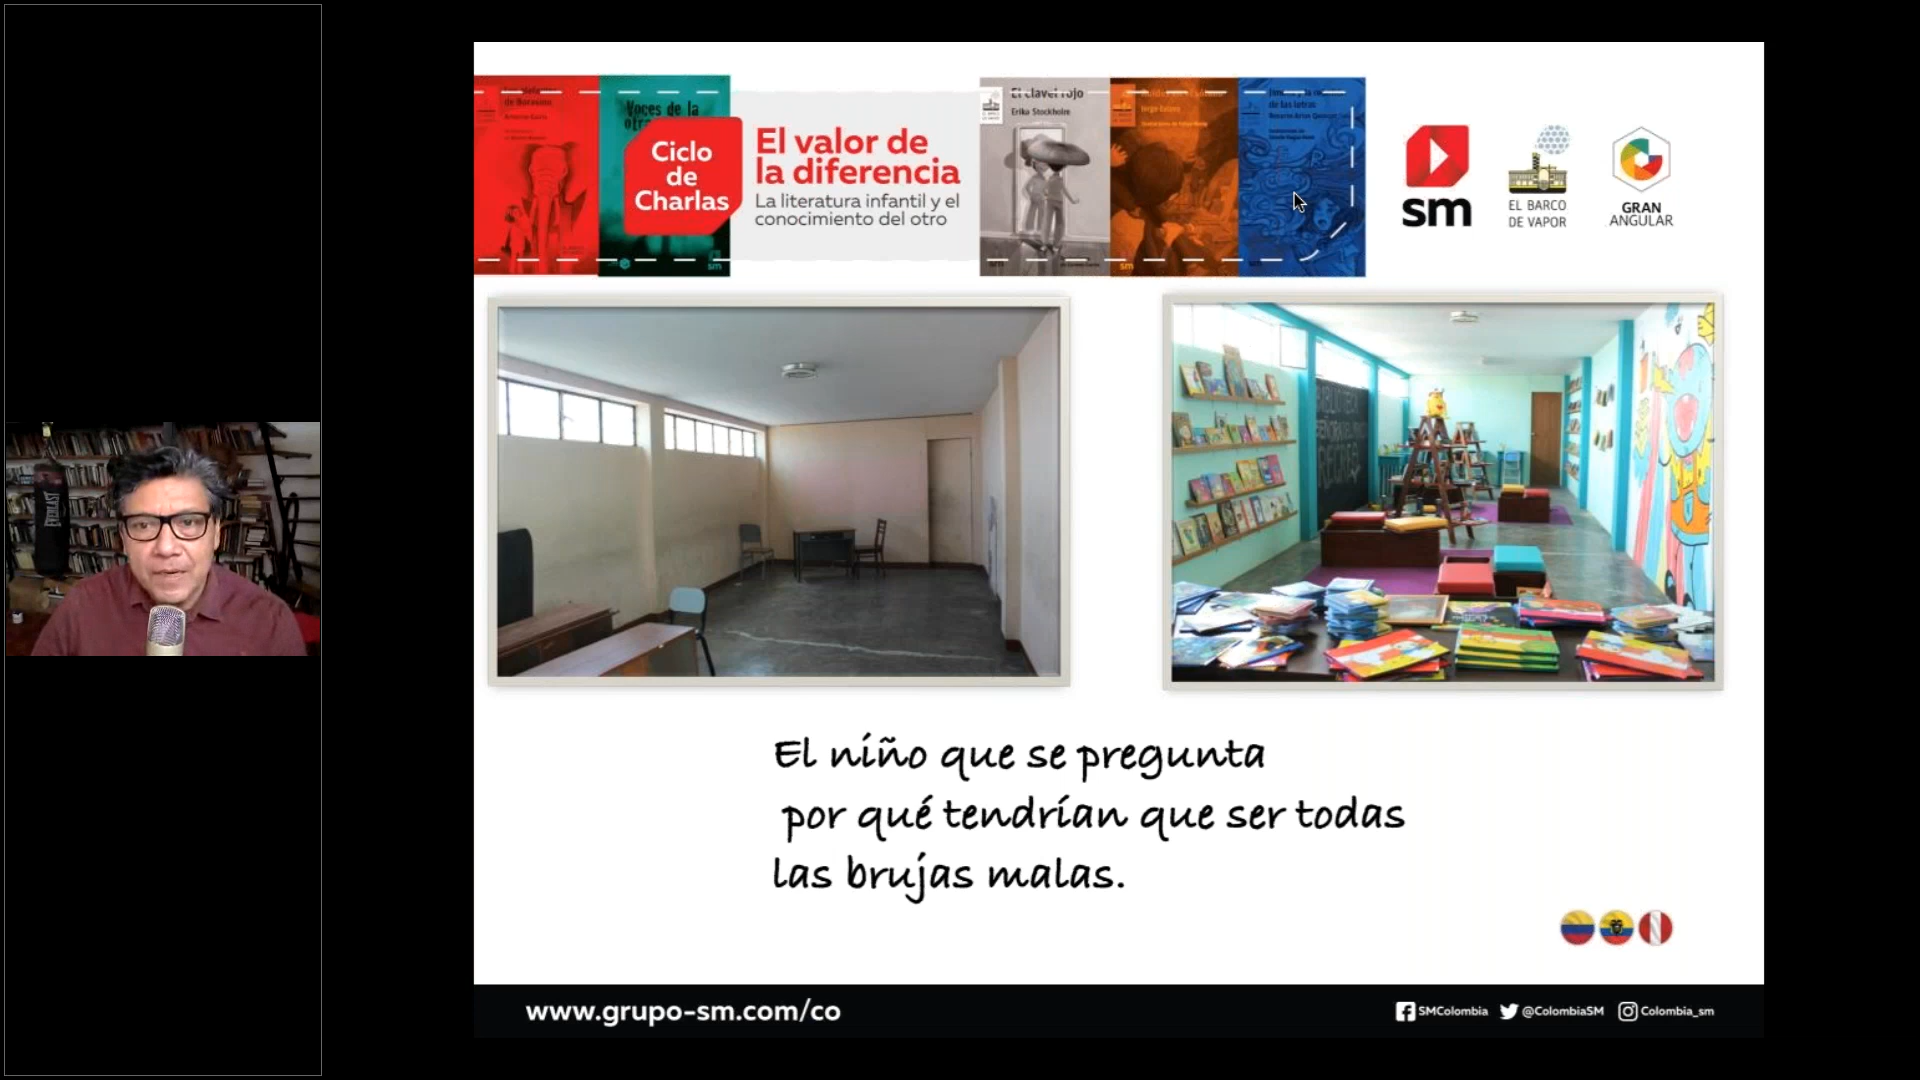 Voces de la
Ciclo
de
Charlas
El valor de
la diferencia
La literatura infantil y el
conocimiento del otro
El clavel rojo
Erika Stockholm
sm
sm
sm
EL BARCO
DE VAPOR
GRAN
ANGULAR
EVERLAST
El niño que se pregunta
por qué tendrían que ser todas
las brujas malas.
www.grupo-sm.com/co
SMColombia @ColombiaSM Colombia_sm